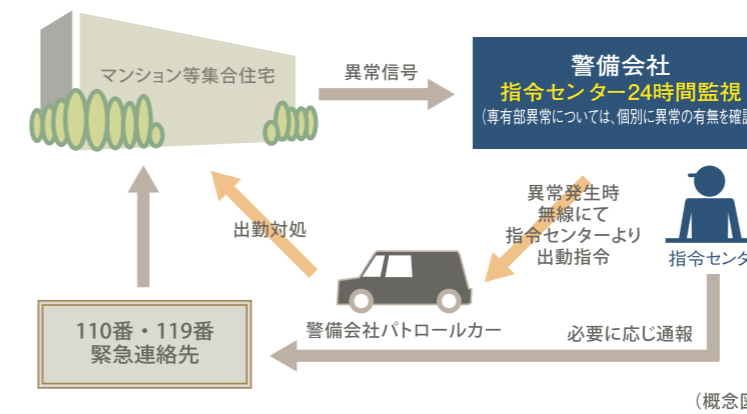 マンション等集合住宅
異常信号
警備会社
指令センター24時間監視
(専有部異常については、個別に異常の有無を確認
異常発生時
無線にて
指令センターより
出動指令
出勤対処
指令センタ
110番・119番
緊急連絡先
警備会社パトロールカー
必要に応じ通報
(概念図